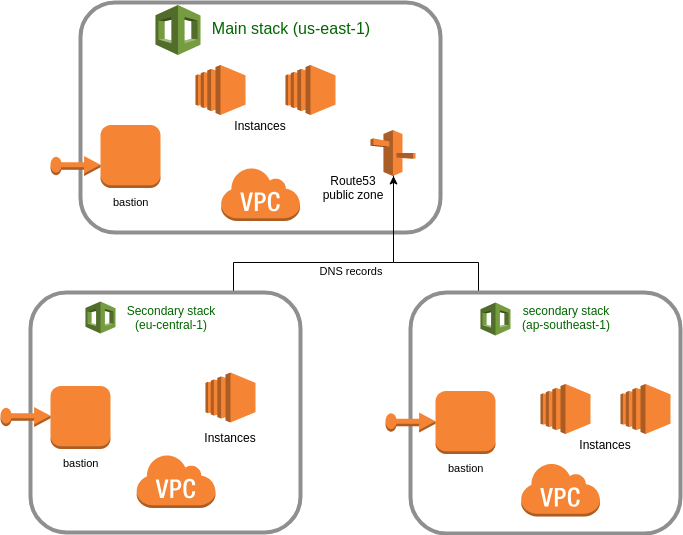 Main stack (us-east-1)
Instances
bastion
VPC
Route53
public zone
DNS records
Secondary stack
(eu-central-1)
Instances
bastion
VPC
secondary stack
(ap-southeast-1)
Instances
bastion
VPC